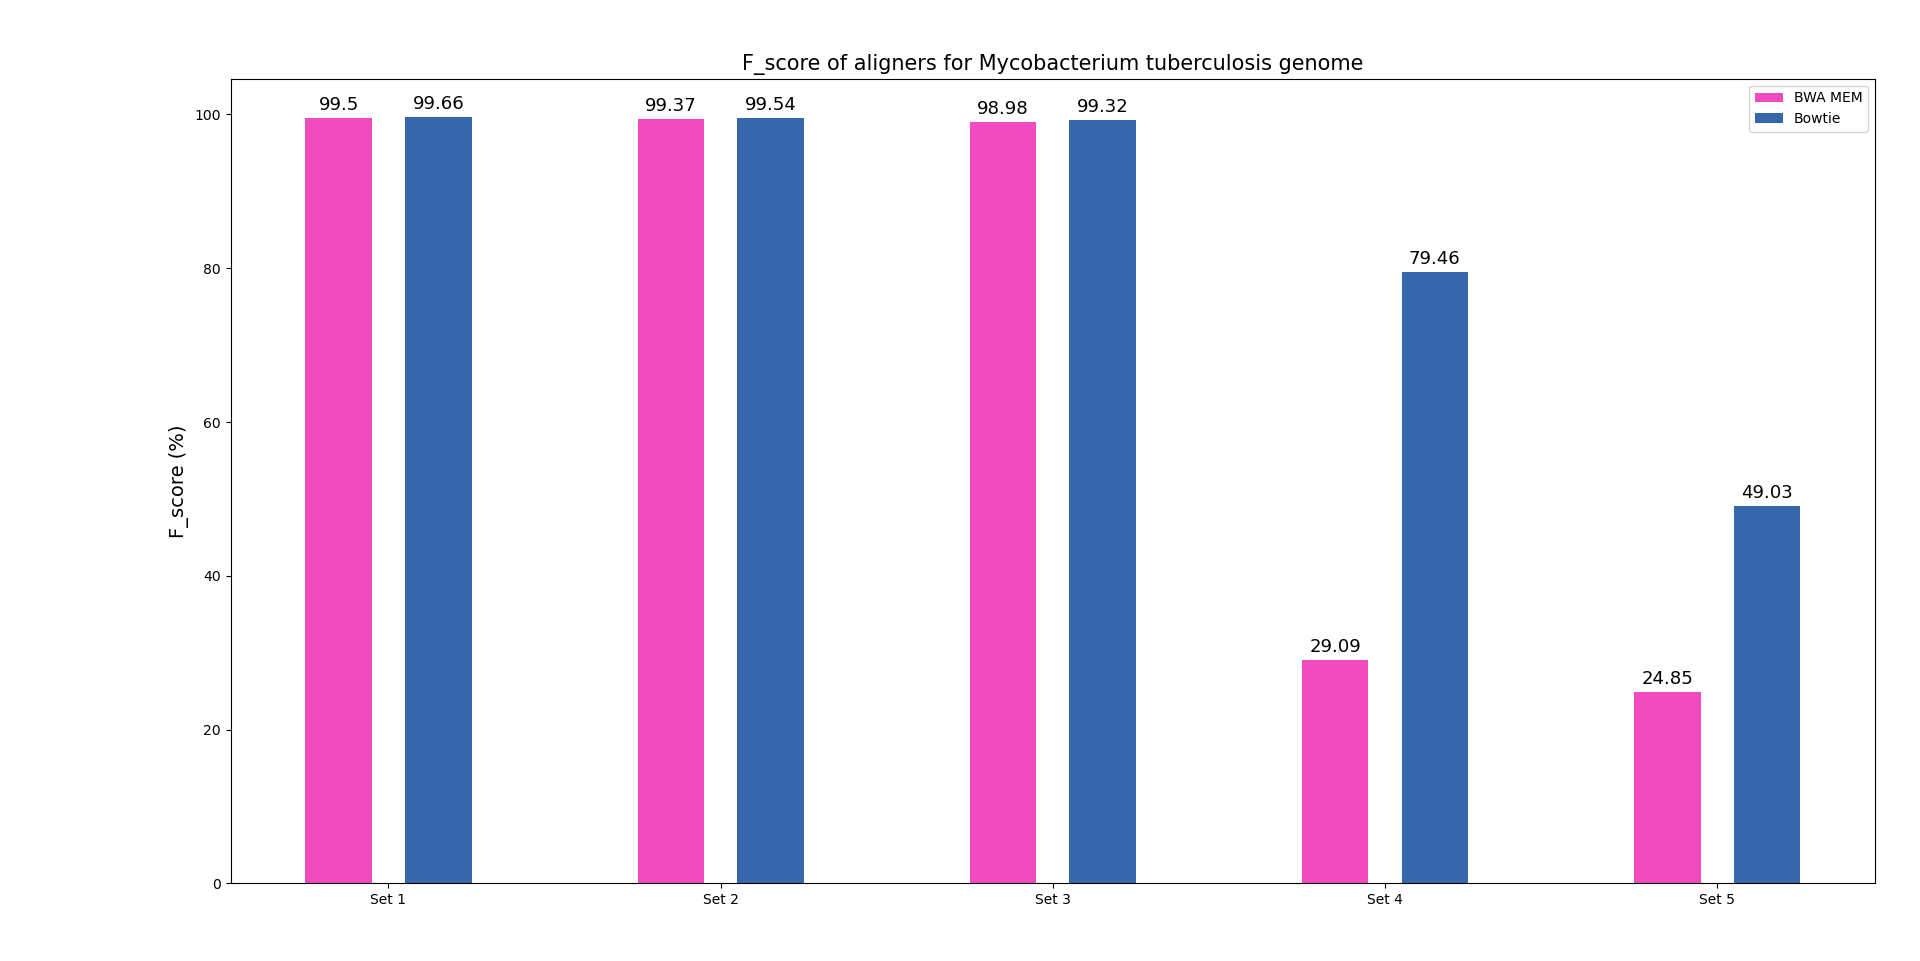 F_score of aligners for Mycobacterium tuberculosis genome
BWA MEM
Bowtie
99.5
99.66
99.37
99.54
98.98
99.32
29.09
79.46
24.85
49.03
F_score (%)
100
80
60
40
20
0
Set 1
Set 2
Set 3
Set 4
Set 5